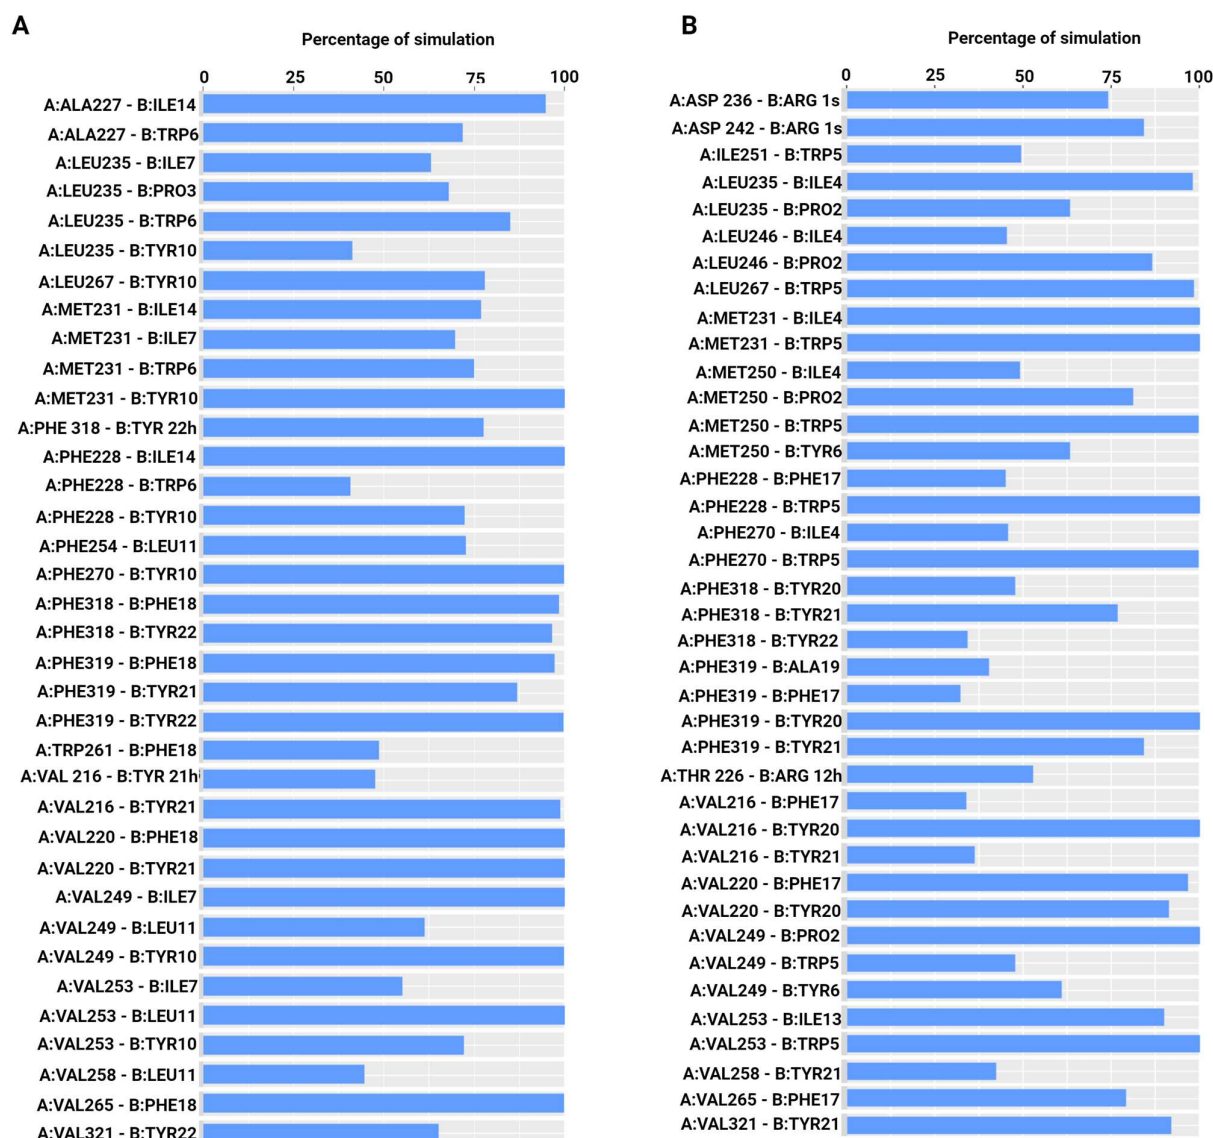 A
Percentage of simulation
0 25 50 75 100
A:ALA227 - B:ILE14
A:ALA227 - B:TRP6
A:LEU235 - B:ILE7
A:LEU235 - B:PRO3
A:LEU235 - B:TRP6
A:LEU235 - B:TYR10
A:LEU267 - B:TYR10
A:MET231 - B:ILE14
A:MET231 - B:ILE7
A:MET231 - B:TRP6
A:MET231 - B:TYR10
A:PHE 318 - B:TYR 22h
A:PHE228 - B:ILE14
A:PHE228 - B:TRP6
A:PHE228 - B:TYR10
A:PHE254 - B:LEU11
A:PHE270 - B:TYR10
A:PHE318 - B:PHE18
A:PHE318 - B:TYR22
A:PHE319 - B:PHE18
A:PHE319 - B:TYR21
A:PHE319 - B:TYR22
A:TRP261 - B:PHE18
A:VAL 216 - B:TYR 21h
A:VAL216 - B:TYR21
A:VAL220 - B:PHE18
A:VAL220 - B:TYR21
A:VAL249 - B:ILE7
A:VAL249 - B:LEU11
A:VAL249 - B:TYR10
A:VAL253 - B:ILE7
A:VAL253 - B:LEU11
A:VAL253 - B:TYR10
A:VAL258 - B:LEU11
A:VAL265 - B:PHE18
A:VAL321 - B:TYR22
B
Percentage of simulation
0 25 50 75 100
A:ASP 236 - B:ARG 1s
A:ASP 242 - B:ARG 1s
A:ILE251 - B:TRP5
A:LEU235 - B:ILE4
A:LEU235 - B:PRO2
A:LEU246 - B:ILE4
A:LEU246 - B:PRO2
A:LEU267 - B:TRP5
A:MET231 - B:ILE4
A:MET231 - B:TRP5
A:MET250 - B:ILE4
A:MET250 - B:PRO2
A:MET250 - B:TRP5
A:MET250 - B:TYR6
A:PHE228 - B:PHE17
A:PHE228 - B:TRP5
A:PHE270 - B:ILE4
A:PHE270 - B:TRP5
A:PHE318 - B:TYR20
A:PHE318 - B:TYR21
A:PHE318 - B:TYR22
A:PHE319 - B:ALA19
A:PHE319 - B:PHE17
A:PHE319 - B:TYR20
A:PHE319 - B:TYR21
A:THR 226 - B:ARG 12h
A:VAL216 - B:PHE17
A:VAL216 - B:TYR20
A:VAL216 - B:TYR21
A:VAL220 - B:PHE17
A:VAL220 - B:TYR20
A:VAL249 - B:PRO2
A:VAL249 - B:TRP5
A:VAL249 - B:TYR6
A:VAL253 - B:ILE13
A:VAL253 - B:TRP5
A:VAL258 - B:TYR21
A:VAL265 - B:PHE17
A:VAL321 - B:TYR21